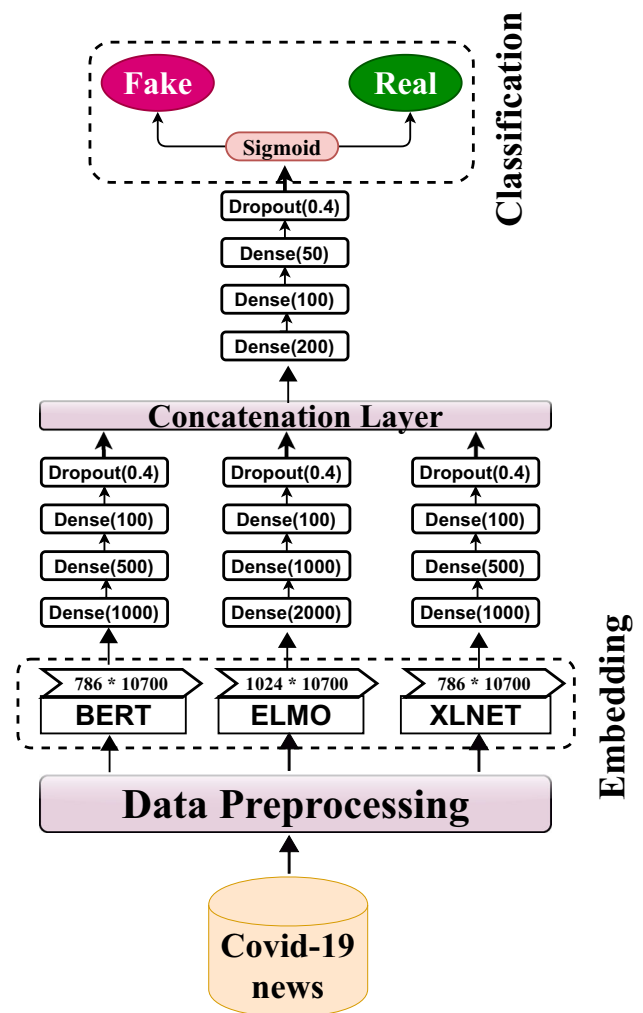 Fake
Real
Sigmoid
Classification
Dropout(0.4)
Dense(50)
Dense(100)
Dense(200)
Concatenation Layer
Dropout(0.4) Dropout(0.4) Dropout(0.4)
Dense(100) Dense(100) Dense(100)
Dense(500) Dense(1000) Dense(500)
Dense(1000) Dense(2000) Dense(1000)
786 * 10700 1024 * 10700 786 * 10700
BERT ELMO XLNET
Embedding
Data Preprocessing
Covid-19
news